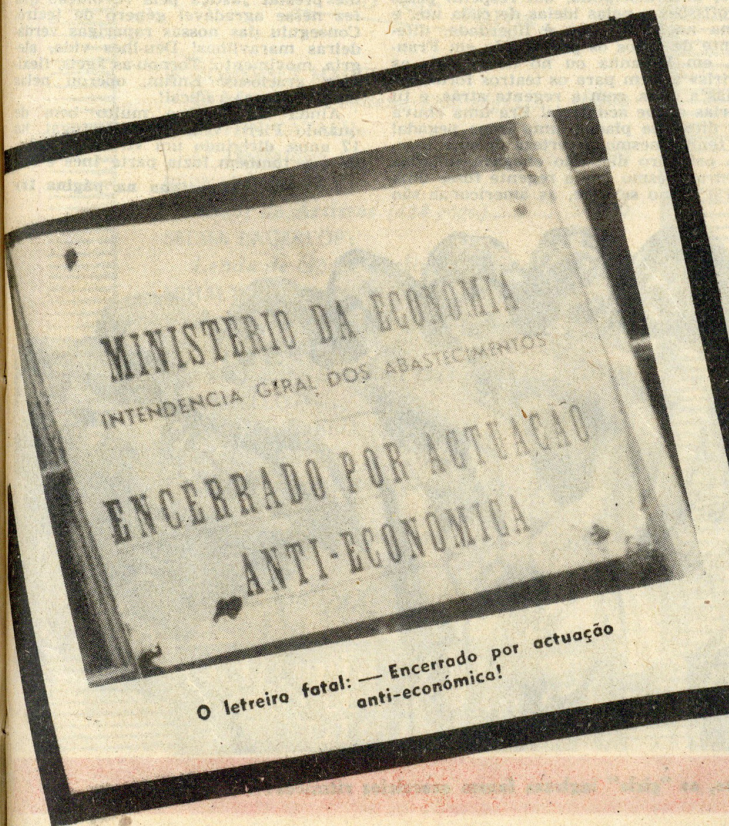 MINISTERIO DA ECONOMIA
INTENDENCIA GERAL DOS ABASTECIMENTOS
ENCERRADO POR ACTUAÇÃO
ANTI-ECONOMICA
O letreiro fatal: — Encerrado por actuação
anti-económica!